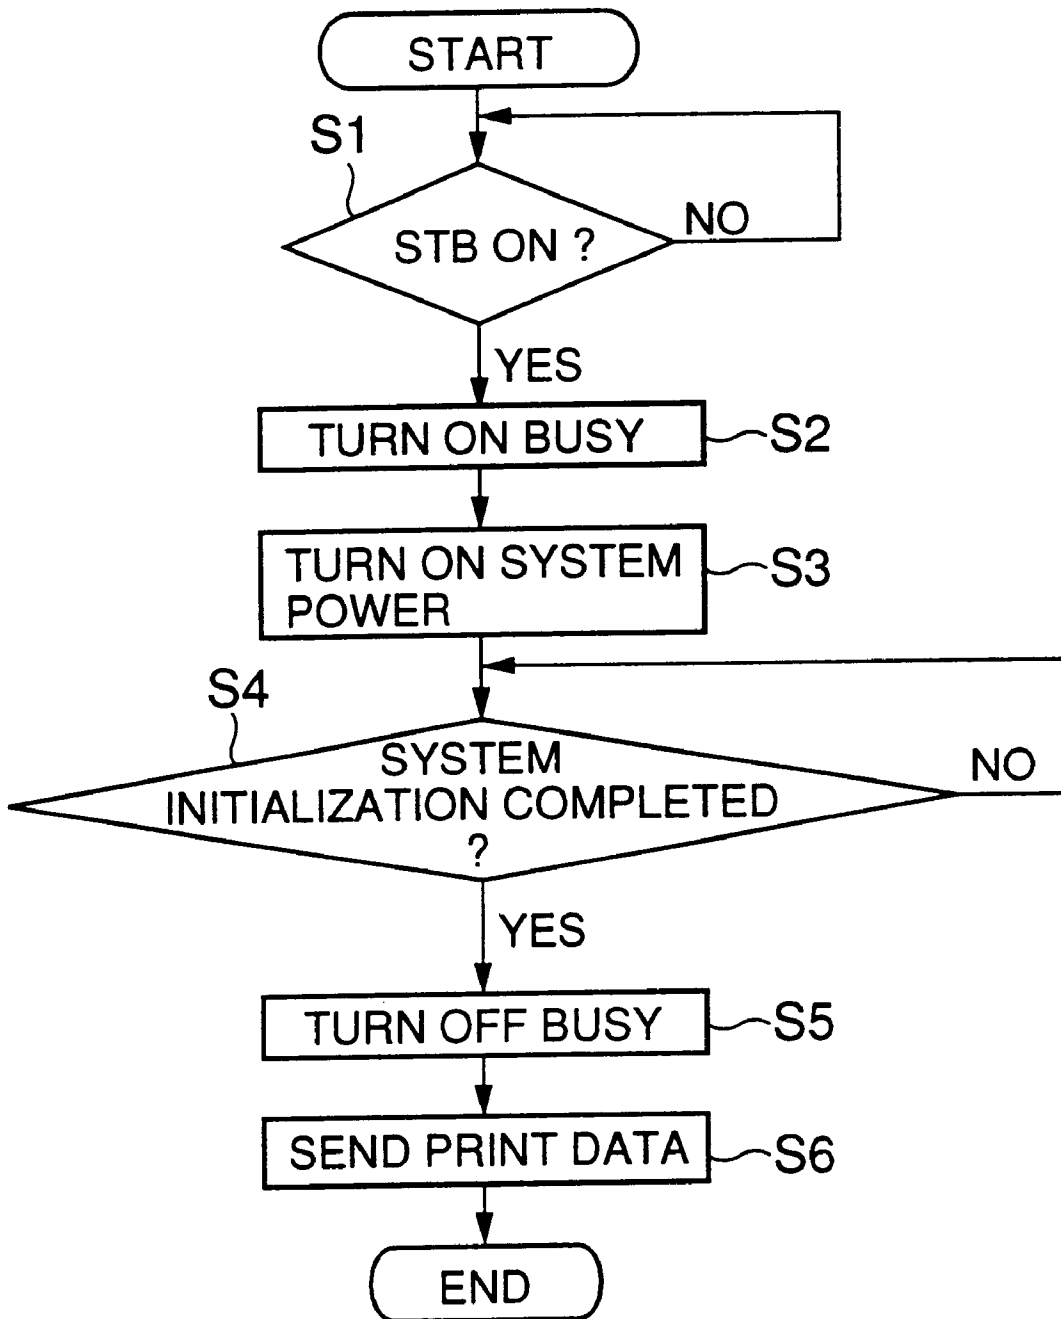 START
S1
STB ON ?
NO
YES
TURN ON BUSY
S2
TURN ON SYSTEM
POWER
S3
S4
SYSTEM
INITIALIZATION COMPLETED
?
NO
YES
TURN OFF BUSY
S5
SEND PRINT DATA
S6
END